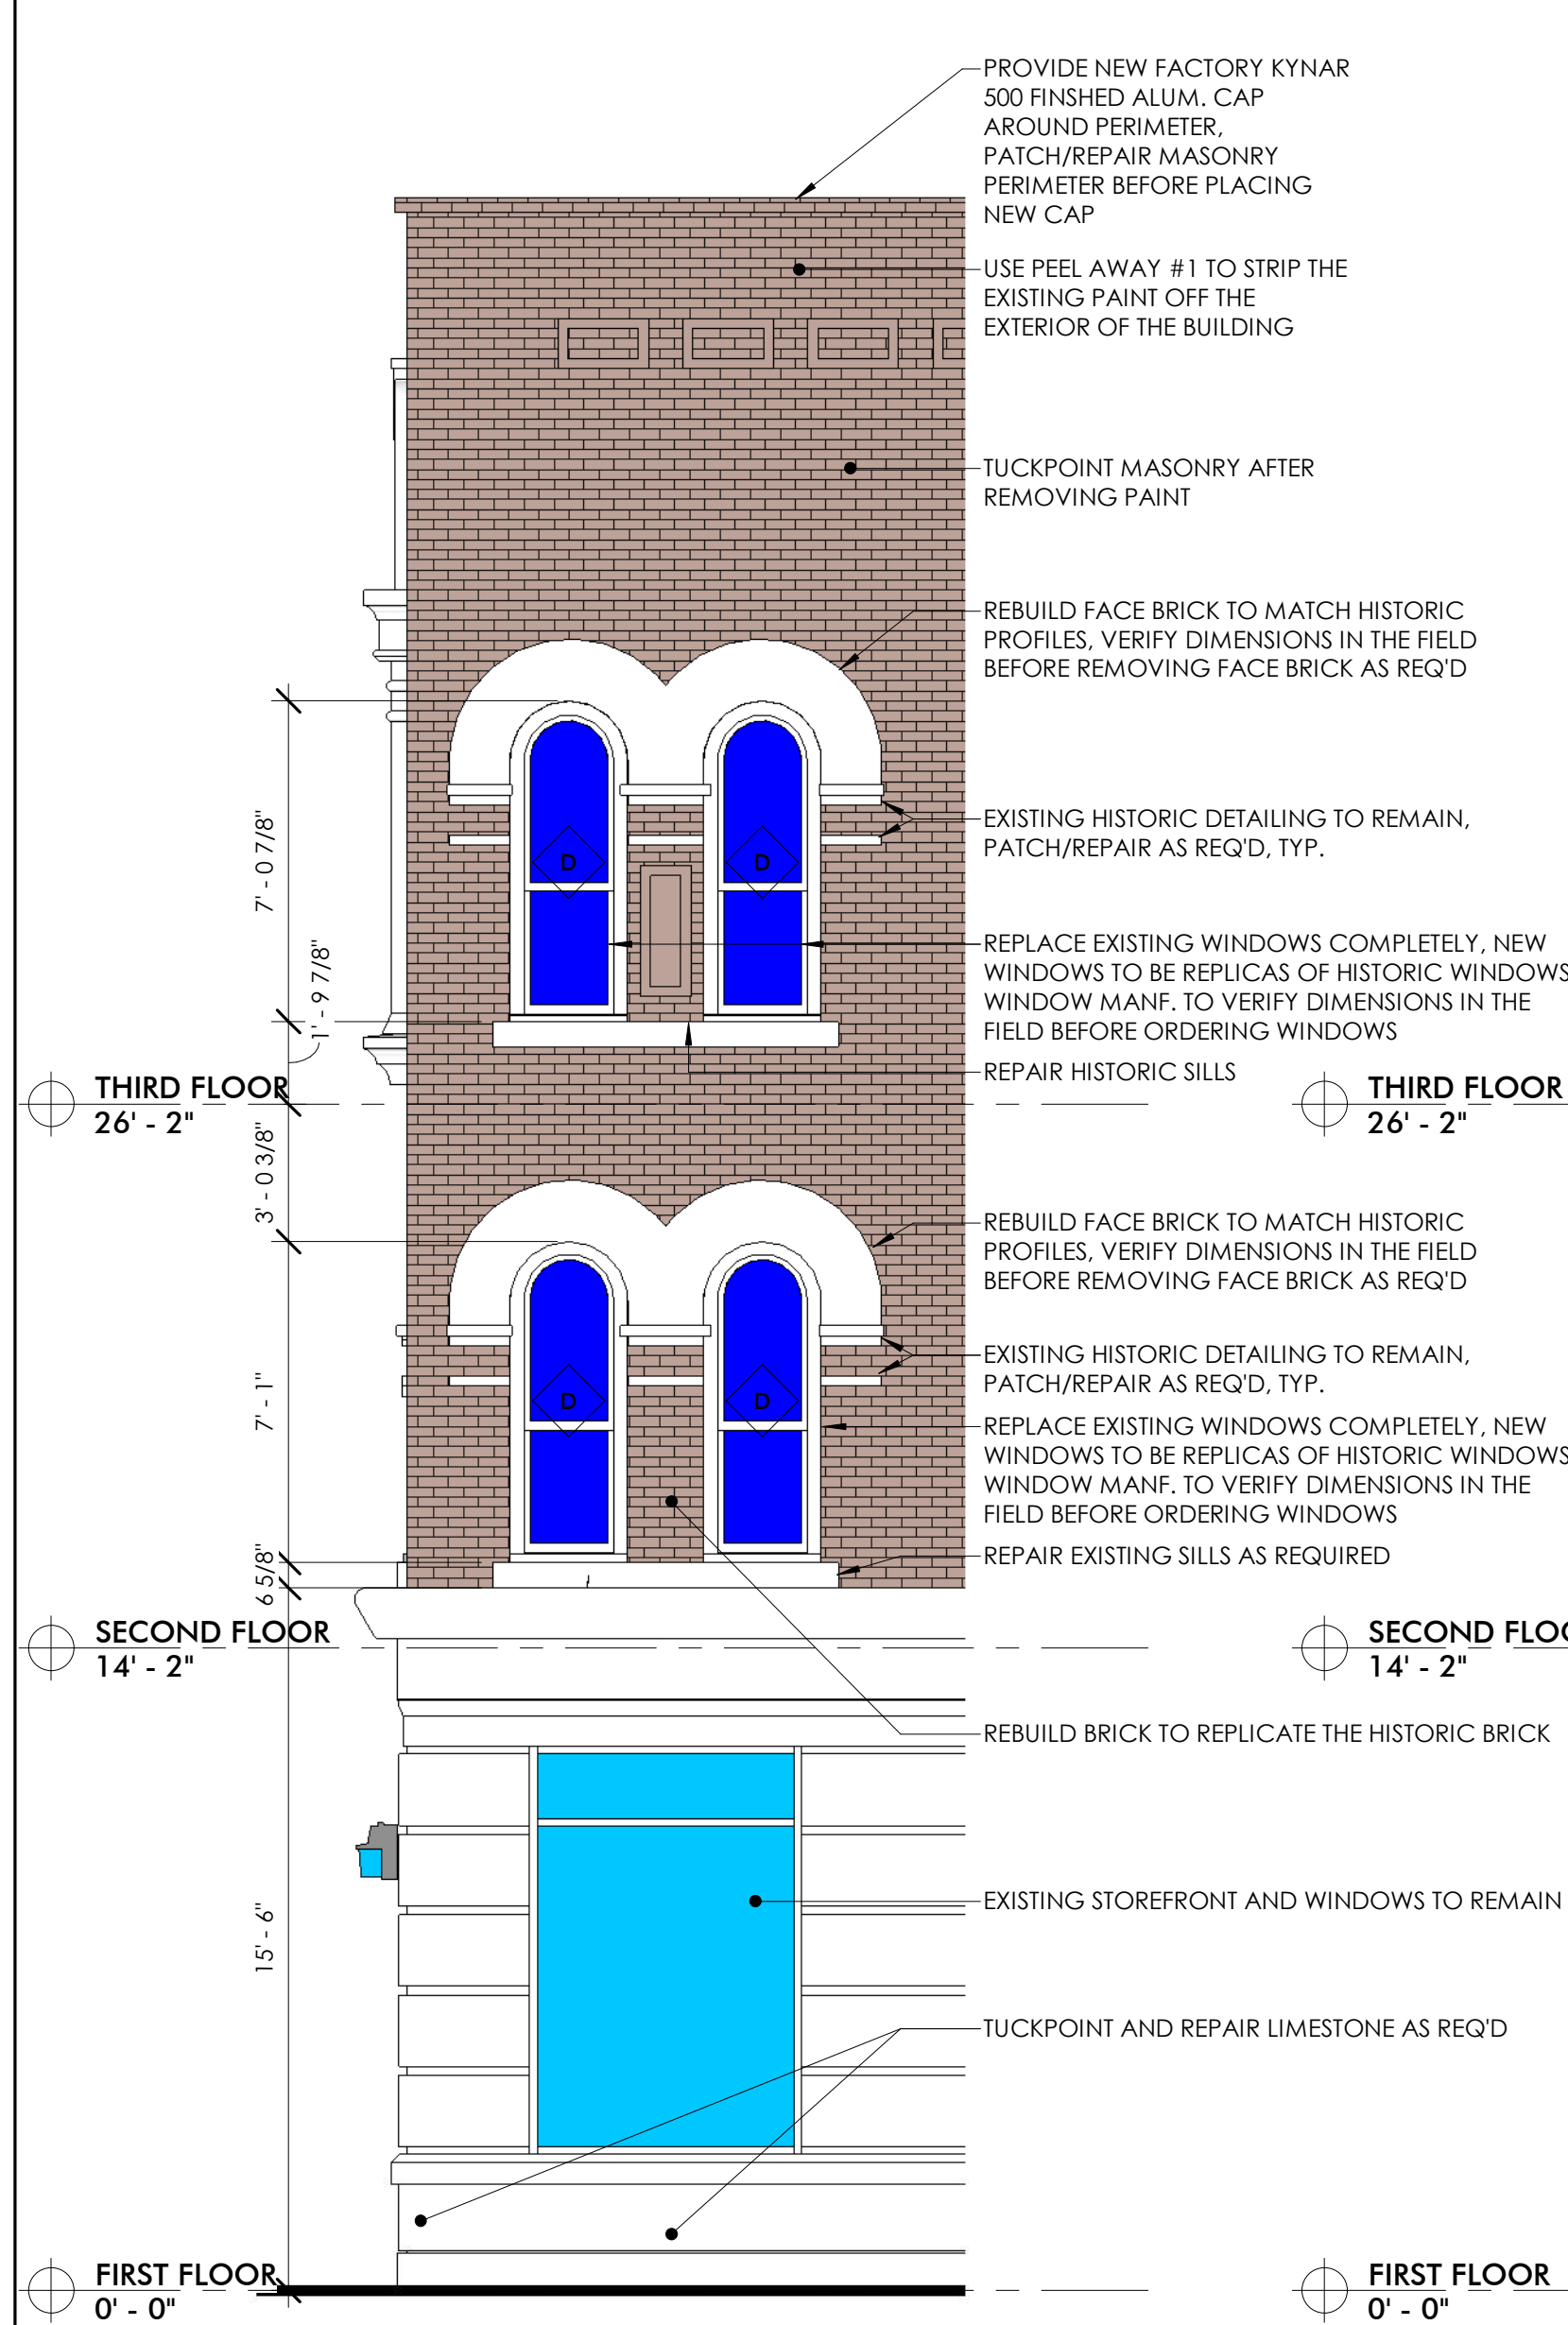 PROVIDE NEW FACTORY KYNAR
500 FINSHED ALUM. CAP
AROUND PERIMETER,
PATCH/REPAIR MASONRY
PERIMETER BEFORE PLACING
NEW CAP
USE PEEL AWAY #1 TO STRIP THE
EXISTING PAINT OFF THE
EXTERIOR OF THE BUILDING
TUCKPOINT MASONRY AFTER
REMOVING PAINT
REBUILD FACE BRICK TO MATCH HISTORIC
PROFILES, VERIFY DIMENSIONS IN THE FIELD
BEFORE REMOVING FACE BRICK AS REQ'D
7' - 0 7/8"
EXISTING HISTORIC DETAILING TO REMAIN,
PATCH/REPAIR AS REQ'D, TYP.
D
D
1' - 9 7/8"
REPLACE EXISTING WINDOWS COMPLETELY, NEW
WINDOWS TO BE REPLICAS OF HISTORIC WINDOWS
WINDOW MANF. TO VERIFY DIMENSIONS IN THE
FIELD BEFORE ORDERING WINDOWS
REPAIR HISTORIC SILLS
THIRD FLOOR
26' - 2"
THIRD FLOOR
26' - 2"
3' - 0 3/8"
REBUILD FACE BRICK TO MATCH HISTORIC
PROFILES, VERIFY DIMENSIONS IN THE FIELD
BEFORE REMOVING FACE BRICK AS REQ'D
EXISTING HISTORIC DETAILING TO REMAIN,
PATCH/REPAIR AS REQ'D, TYP.
D
D
7' - 1"
REPLACE EXISTING WINDOWS COMPLETELY, NEW
WINDOWS TO BE REPLICAS OF HISTORIC WINDOWS
WINDOW MANF. TO VERIFY DIMENSIONS IN THE
FIELD BEFORE ORDERING WINDOWS
REPAIR EXISTING SILLS AS REQUIRED
6 5/8"
SECOND FLOOR
14' - 2"
SECOND FLOO
14' - 2"
REBUILD BRICK TO REPLICATE THE HISTORIC BRICK
EXISTING STOREFRONT AND WINDOWS TO REMAIN
15' - 6"
TUCKPOINT AND REPAIR LIMESTONE AS REQ'D
FIRST FLOOR
0' - 0"
FIRST FLOOR
0' - 0"